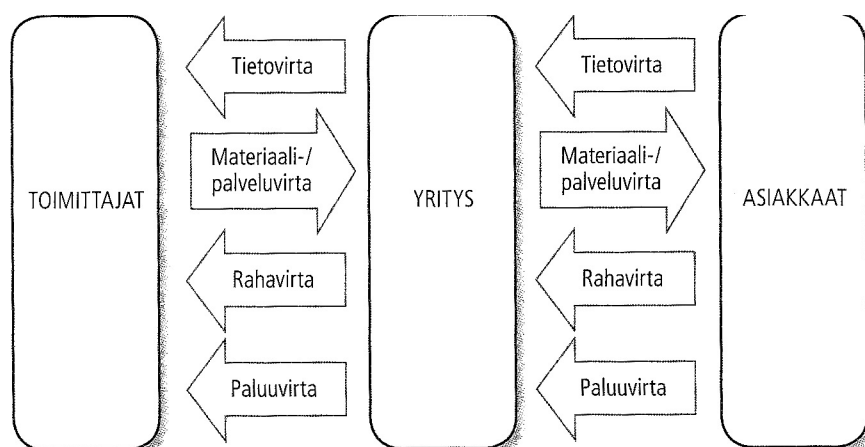 Tietovirta
Tietovirta
Materiaali-/
palveluvirta
Materiaali-/
palveluvirta
TOIMITTAJAT
YRITYS
ASIAKKAAT
Rahavirta
Rahavirta
Paluuvirta
Paluuvirta